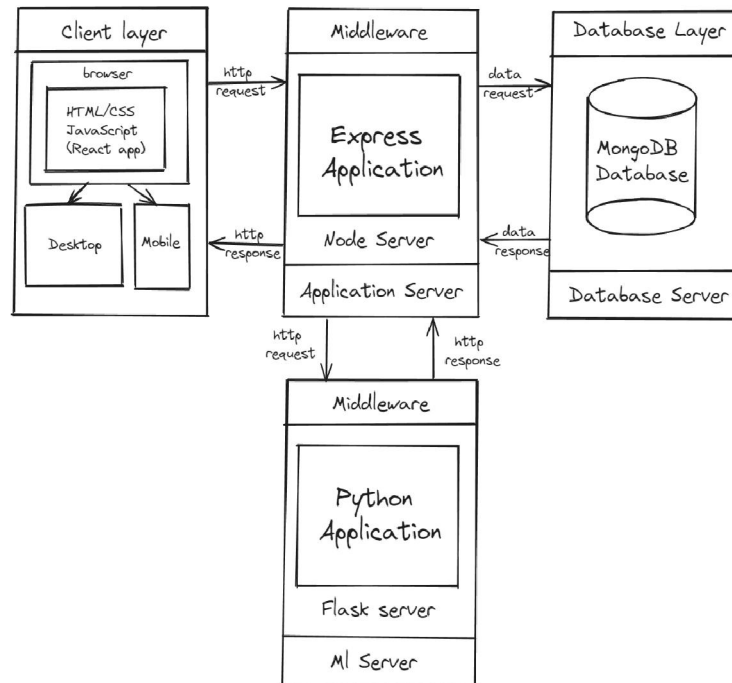 Client layer
browser
HTML/CSS
JavaScript
(React app)
Desktop
Mobile
http
request
http
response
Middleware
Express
Application
Node Server
Application Server
data
request
data
response
Database Layer
MongoDB
Database
Database Server
http
request
http
response
Middleware
Python
Application
Flask server
Ml Server